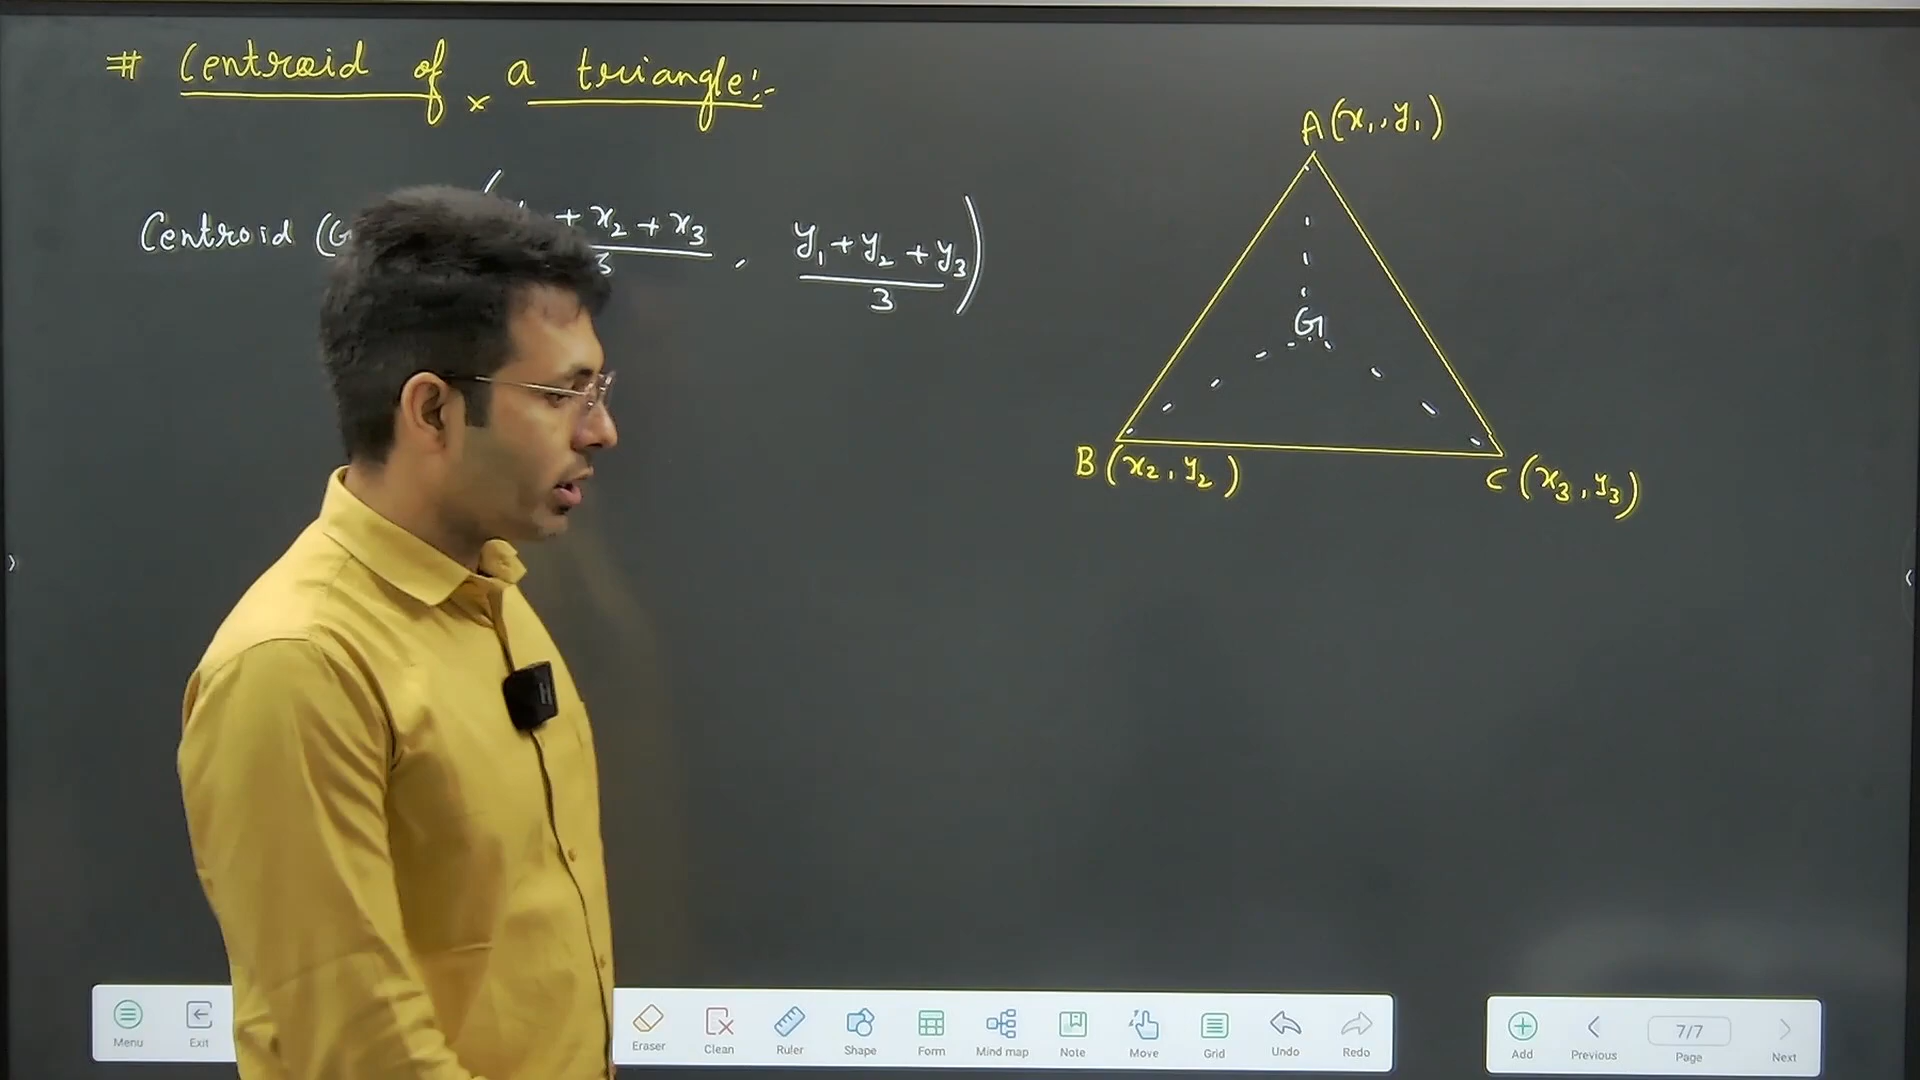 # Centroid of a triangle:-
Centroid (G + x₂ + x₃ / 3 , y₁ + y₂ + y₃ / 3)
A (x₁, y₁)
G
B (x₂, y₂)
C (x₃, y₃)
Menu Exit Eraser Clean Ruler Shape Form Mind map Note Move Grid Undo Redo
Add Previous 7/7 Page Next